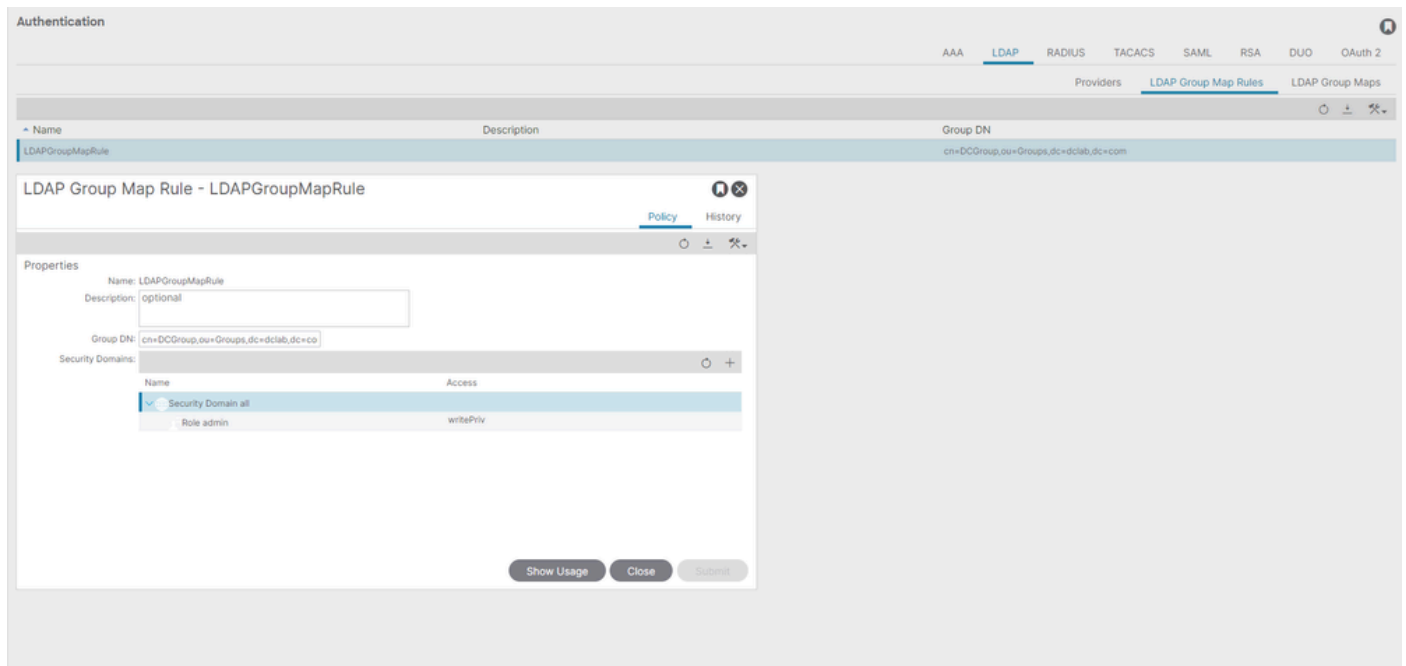 Authentication
AAA LDAP RADIUS TACACS SAML RSA DUO OAuth 2
Providers LDAP Group Map Rules LDAP Group Maps
Name Description Group DN
LDAPGroupMapRule cn=DCGroup,ou=Groups,dc=dclab,dc=com
LDAP Group Map Rule - LDAPGroupMapRule
Policy History
Properties
Name: LDAPGroupMapRule
Description: optional
Group DN: cn=DCGroup,ou=Groups,dc=dclab,dc=co
Security Domains:
Name Access
Security Domain all
Role admin writePriv
Show Usage Close Submit